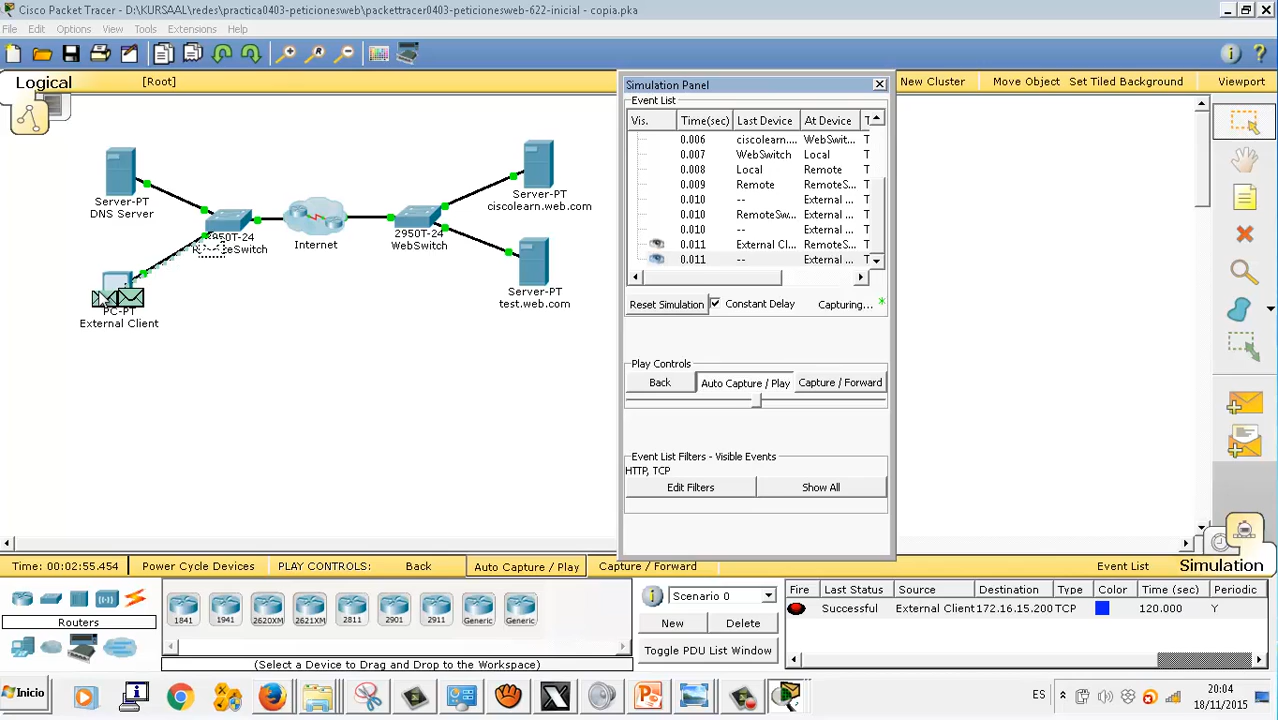 Cisco Packet Tracer - D:\KURSAAL\redes\practica0403-peticionesweb\packettracer0403-peticionesweb-622-inicial - copia.pka
File Edit Options View Tools Extensions Help
Logical [Root] New Cluster Move Object Set Tiled Background Viewport
Server-PT
DNS Server
2950T-24
Internet
2950T-24
WebSwitch
Server-PT
ciscolearn.web.com
Server-PT
test.web.com
PC-PT
External Client
Simulation Panel
Event List
Vis. Time(sec) Last Device At Device T
0.006 ciscolearn.... WebSwit... T
0.007 WebSwitch Local T
0.008 Local Remote T
0.009 Remote RemoteS... T
0.010 -- External ... T
0.010 RemoteSw... External ... T
0.010 -- External ... T
0.011 External Cl... RemoteS... T
0.011 -- External ... T
Reset Simulation Constant Delay Capturing... *
Play Controls
Back Auto Capture / Play Capture / Forward
Event List Filters - Visible Events
HTTP, TCP
Edit Filters Show All
Time: 00:02:55.454 Power Cycle Devices PLAY CONTROLS: Back Auto Capture / Play Capture / Forward Event List Simulation
Routers
1841 1941 2620XM 2621XM 2811 2901 2911 Generic Generic
(Select a Device to Drag and Drop to the Workspace)
Scenario 0
New Delete
Toggle PDU List Window
Fire Last Status Source Destination Type Color Time (sec) Periodic
Successful External Client 172.16.15.200 TCP 120.000 Y
Inicio
ES
20:04
18/11/2015